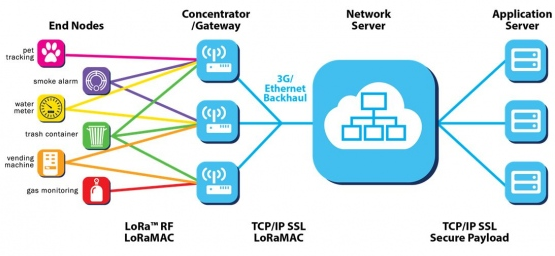 End Nodes
Concentrator
/Gateway
Network
Server
Application
Server
pet
tracking
smoke alarm
water
meter
trash container
vending
machine
gas monitoring
3G/
Ethernet
Backhaul
LoRa™ RF
LoRaMAC
TCP/IP SSL
LoRaMAC
TCP/IP SSL
Secure Payload